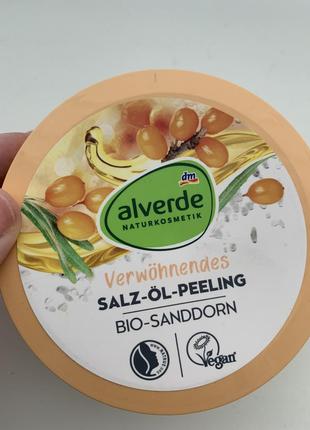 dm
alverde
NATURKOSMETIK
Verwöhnendes
SALZ-ÖL-PEELING
BIO-SANDDORN
Vegan